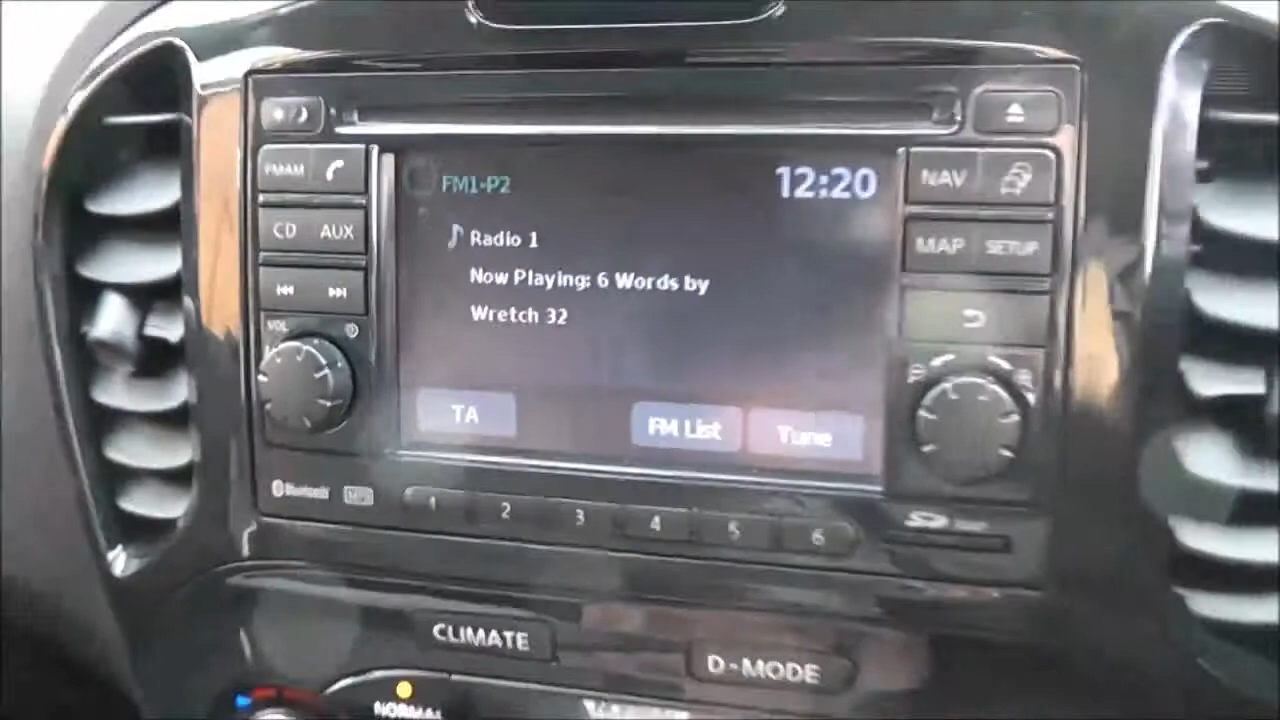 FM/AM
CD AUX
VOL
FM1-P2 12:20
Radio 1
Now Playing: 6 Words by
Wretch 32
TA FM List Tune
NAV
MAP SETUP
Bluetooth
1 2 3 4 5 6
CLIMATE
D-MODE
NORMAL